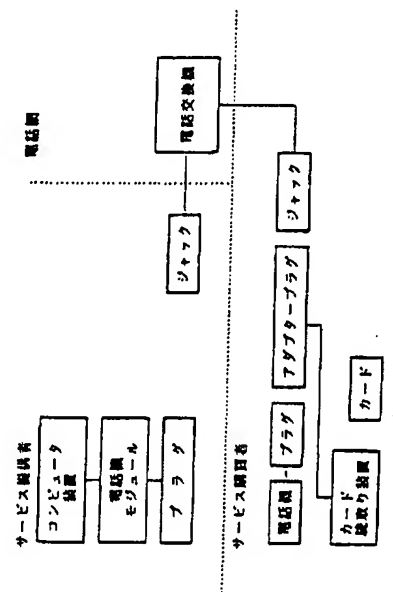 サービス提供者
コンピュータ
装置
電話機
モジュール
プラグ
ジャック
電話網
電話交換機
サービス購買者
電話機
プラグ
アダプタープラグ
ジャック
カード
読取り装置
カード